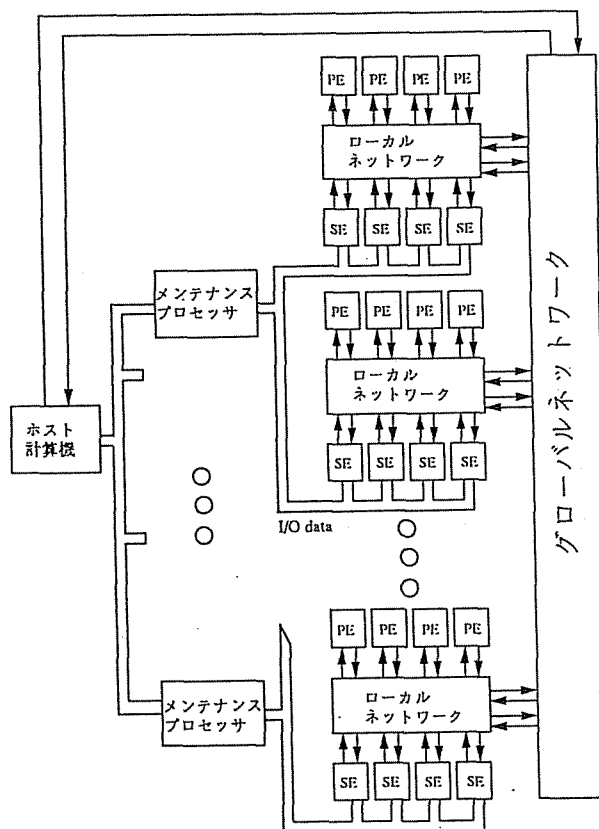 PE PE PE PE
ローカル
ネットワーク
SE SE SE SE
メンテナンス
プロセッサ
PE PE PE PE
ローカル
ネットワーク
SE SE SE SE
ホスト
計算機
I/O data
グローバルネットワーク
PE PE PE PE
ローカル
ネットワーク
メンテナンス
プロセッサ
SE SE SE SE